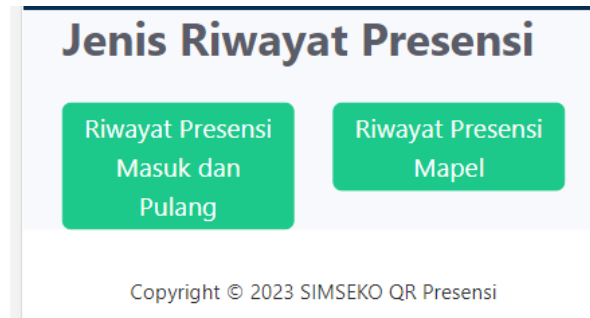 Jenis Riwayat Presensi
Riwayat Presensi
Masuk dan
Pulang
Riwayat Presensi
Mapel
Copyright © 2023 SIMSEKO QR Presensi